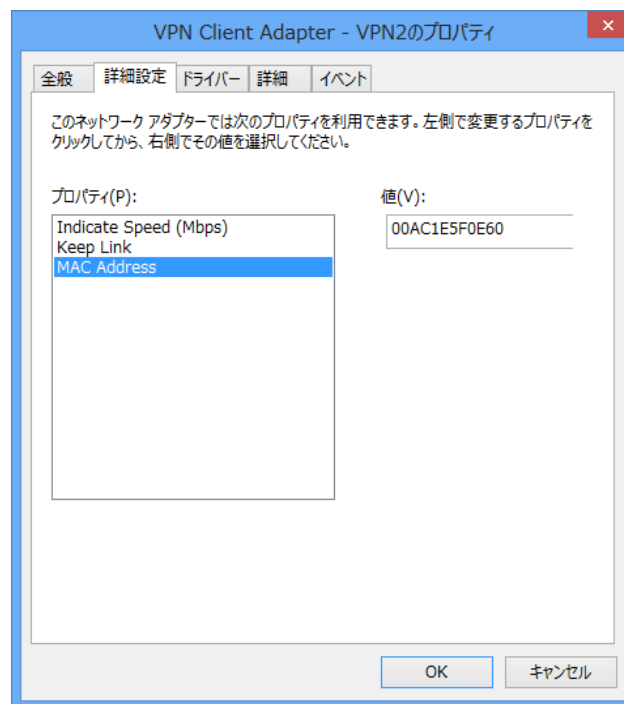 VPN Client Adapter - VPN2のプロパティ
全般 詳細設定 ドライバー 詳細 イベント
このネットワーク アダプターでは次のプロパティを利用できます。左側で変更するプロパティを
クリックしてから、右側でその値を選択してください。
プロパティ(P): 値(V):
Indicate Speed (Mbps) 00AC1E5F0E60
Keep Link
MAC Address
OK キャンセル